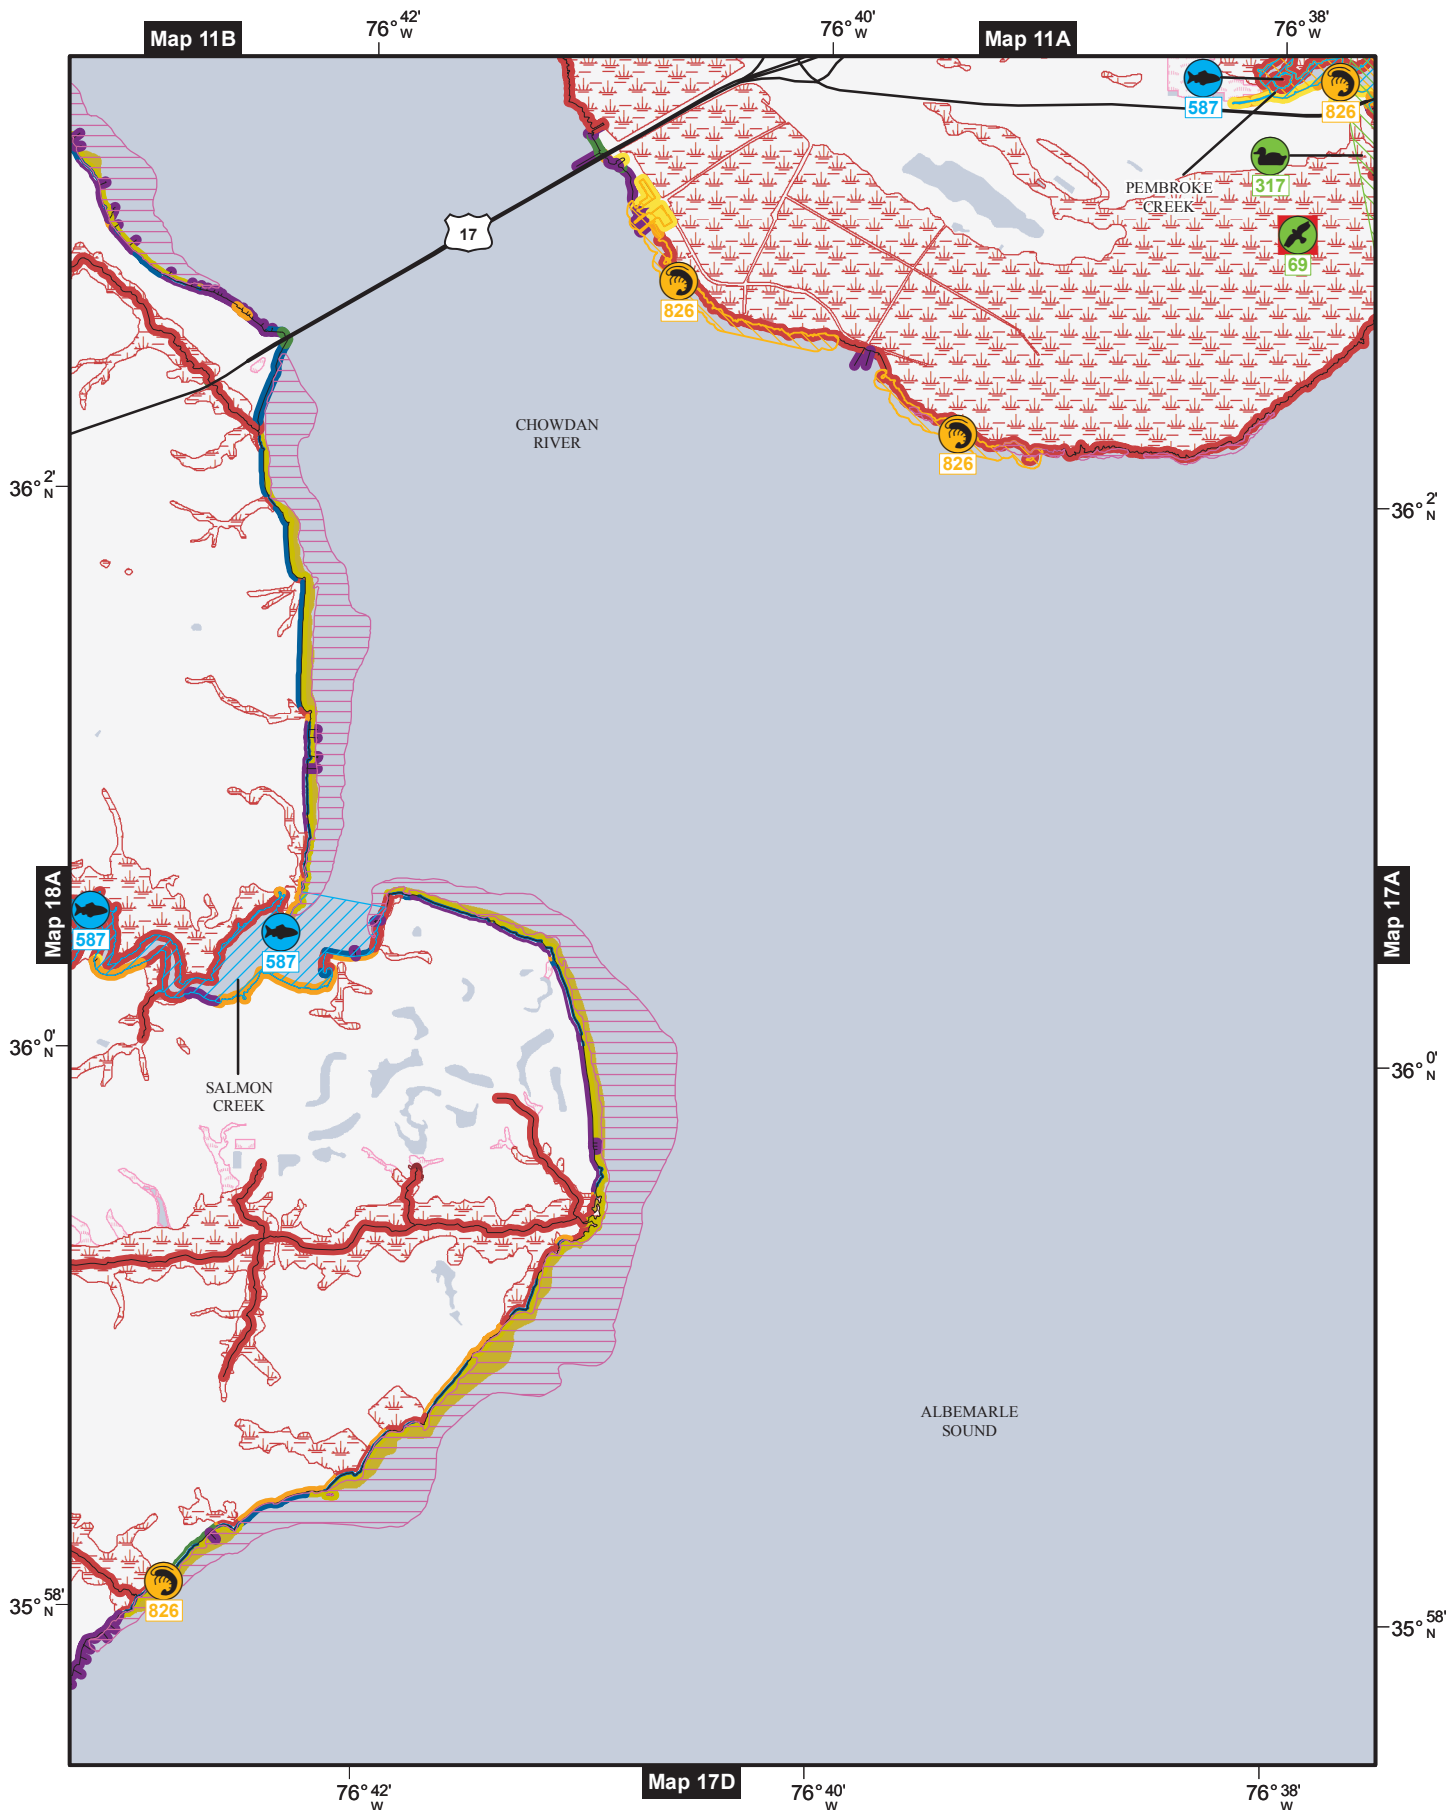 76° 42' W
76° 40' W
76° 38' W
Map 11B
Map 11A
587
826
317
PEMBROKE
CREEK
69
17
826
CHOWDAN
RIVER
826
36° 2' N
36° 2' N
Map 18A
Map 17A
587
587
36° 0' N
36° 0' N
SALMON
CREEK
ALBEMARLE
SOUND
826
35° 58' N
35° 58' N
Map 17D
76° 42' W
76° 40' W
76° 38' W